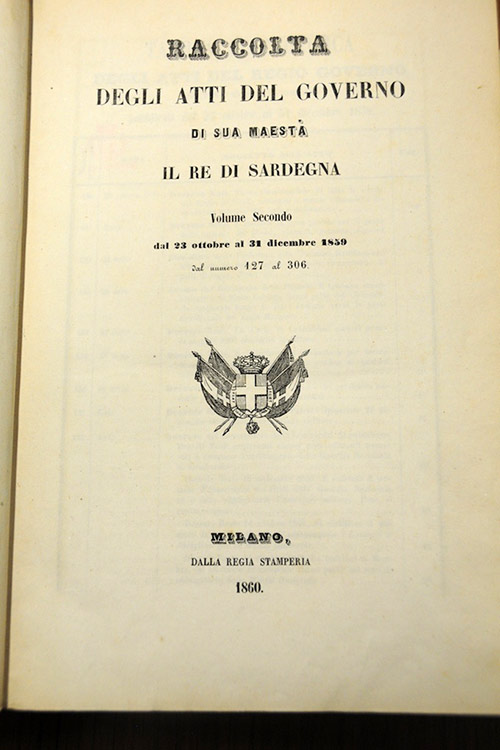 RACCOLTA
DEGLI ATTI DEL GOVERNO
DI SUA MAESTÀ
IL RE DI SARDEGNA
Volume Secondo
dal 23 ottobre al 31 dicembre 1859
dal numero 127 al 306.
MILANO,
DALLA REGIA STAMPERIA
1860.